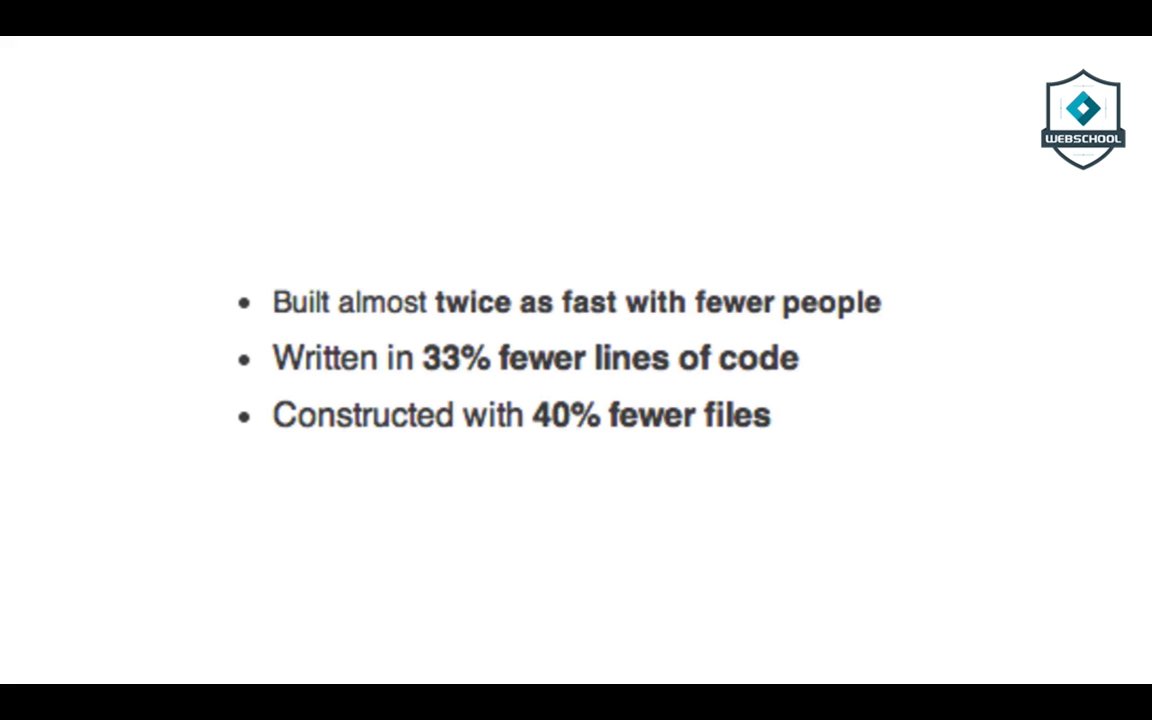 WEBSCHOOL
• Built almost twice as fast with fewer people
• Written in 33% fewer lines of code
• Constructed with 40% fewer files